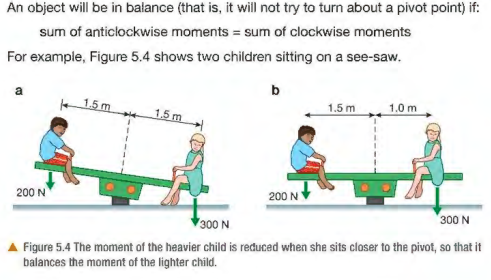 An object will be in balance (that is, it will not try to turn about a pivot point) if:
sum of anticlockwise moments = sum of clockwise moments
For example, Figure 5.4 shows two children sitting on a see-saw.
a
b
1.5 m
1.5 m
1.5 m
1.0 m
200 N
300 N
200 N
300 N
▲ Figure 5.4 The moment of the heavier child is reduced when she sits closer to the pivot, so that it
balances the moment of the lighter child.